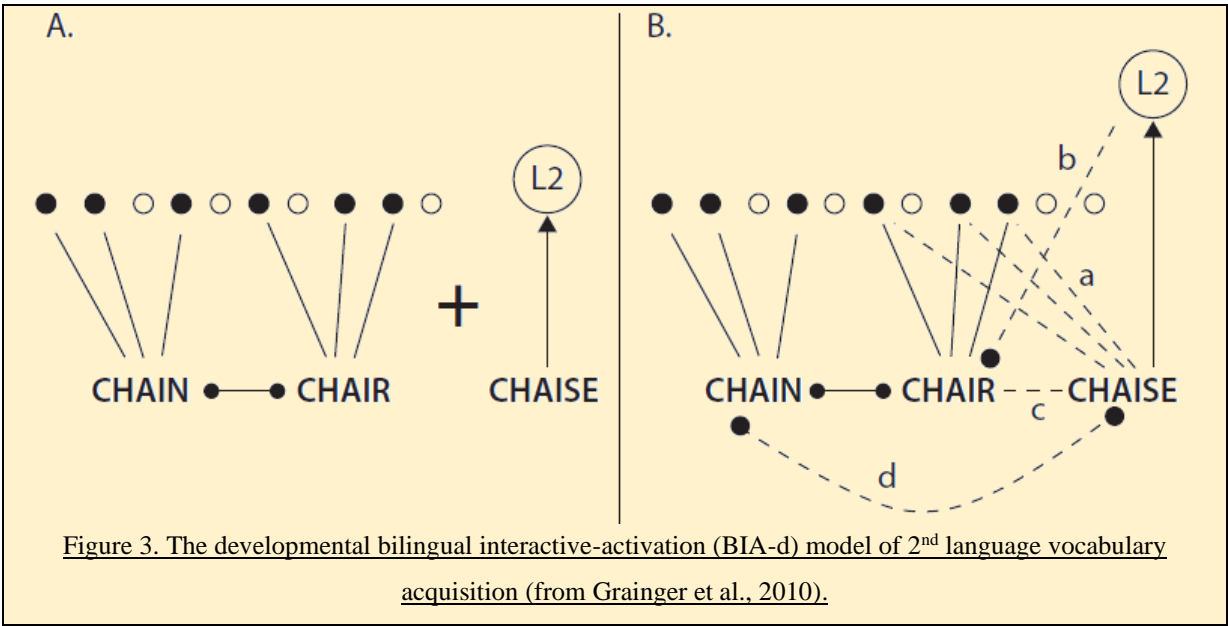 A.
L2
+
CHAIN CHAIR CHAISE
B.
L2
b
a
CHAIN CHAIR CHAISE
c
d
Figure 3. The developmental bilingual interactive-activation (BIA-d) model of 2nd language vocabulary
acquisition (from Grainger et al., 2010).